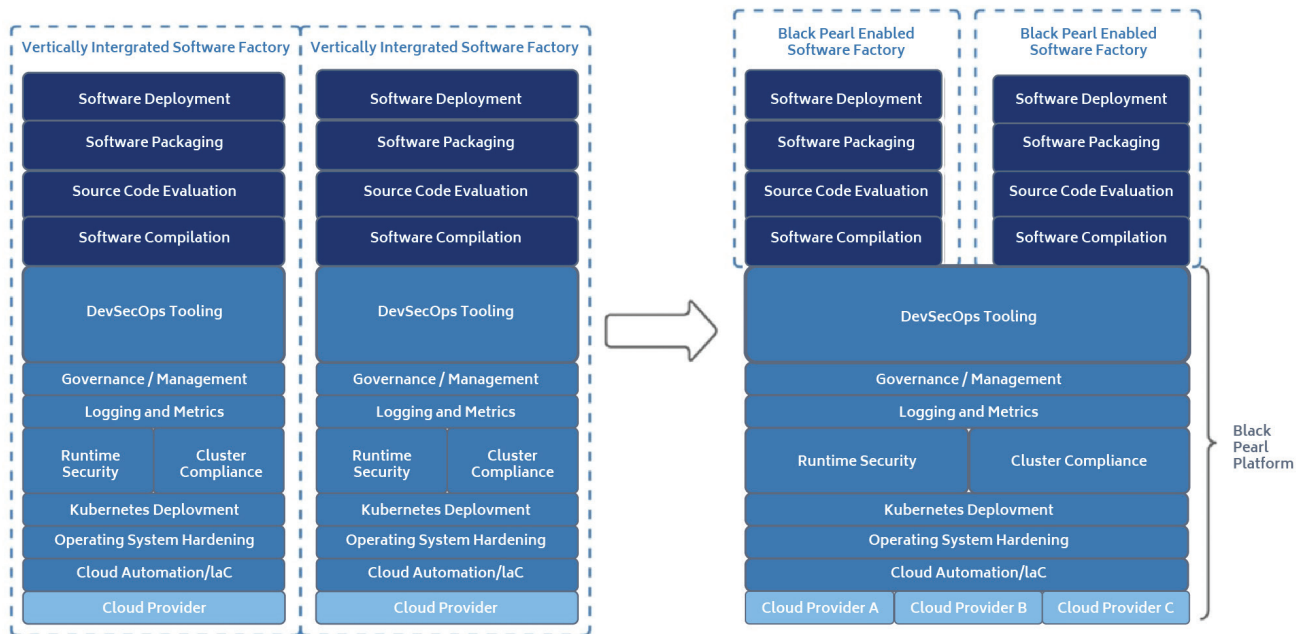 Vertically Intergrated Software Factory
Software Deployment
Software Packaging
Source Code Evaluation
Software Compilation
DevSecOps Tooling
Governance / Management
Logging and Metrics
Runtime
Security
Cluster
Compliance
Kubernetes Deplovment
Operating System Hardening
Cloud Automation/laC
Cloud Provider
Vertically Intergrated Software Factory
Software Deployment
Software Packaging
Source Code Evaluation
Software Compilation
DevSecOps Tooling
Governance / Management
Logging and Metrics
Runtime
Security
Cluster
Compliance
Kubernetes Deplovment
Operating System Hardening
Cloud Automation/laC
Cloud Provider
Black Pearl Enabled
Software Factory
Software Deployment
Software Packaging
Source Code Evaluation
Software Compilation
Black Pearl Enabled
Software Factory
Software Deployment
Software Packaging
Source Code Evaluation
Software Compilation
DevSecOps Tooling
Governance / Management
Logging and Metrics
Runtime Security
Cluster Compliance
Kubernetes Deplovment
Operating System Hardening
Cloud Automation/laC
Cloud Provider A
Cloud Provider B
Cloud Provider C
Black
Pearl
Platform